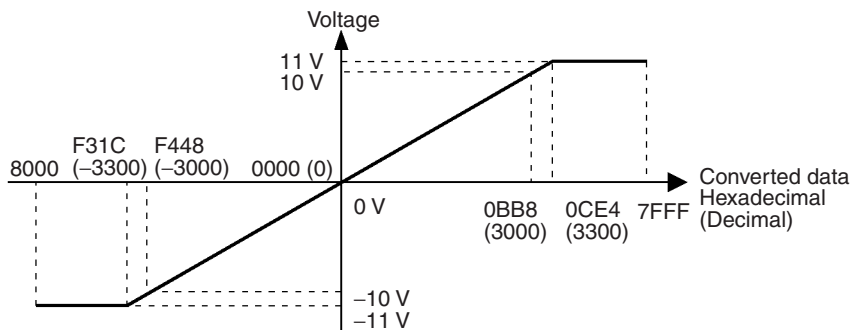 Voltage
11 V
10 V
F31C F448
8000 (−3300) (−3000) 0000 (0)
0 V
0BB8 0CE4 7FFF
(3000) (3300)
Converted data
Hexadecimal
(Decimal)
−10 V
−11 V